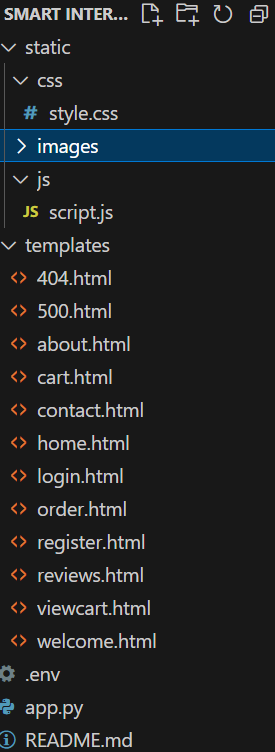 SMART INTER...
static
css
# style.css
images
js
JS script.js
templates
<> 404.html
<> 500.html
<> about.html
<> cart.html
<> contact.html
<> home.html
<> login.html
<> order.html
<> register.html
<> reviews.html
<> viewcart.html
<> welcome.html
.env
app.py
README.md